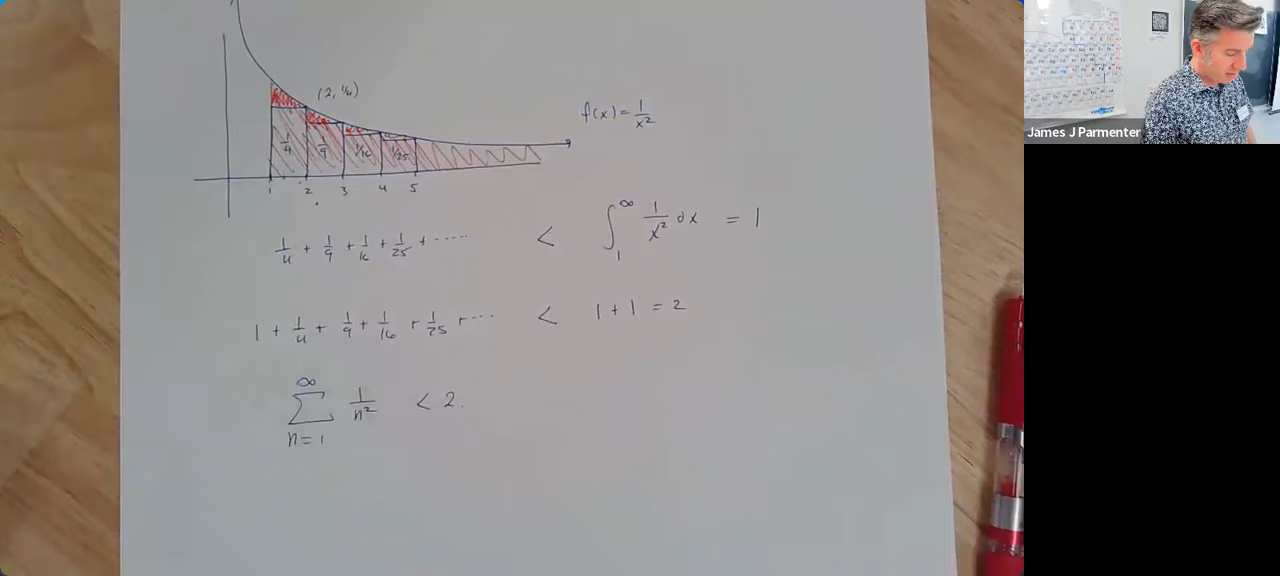 (2, 1/4)
f(x) = 1/x²
1/4 1/9 1/16 1/25
1 2 3 4 5
1/4 + 1/9 + 1/16 + 1/25 + ..... < ∫₁^∞ 1/x² dx = 1
1 + 1/4 + 1/9 + 1/16 + 1/25 + ... < 1 + 1 = 2
∞
∑ 1/n² < 2.
n = 1
James J Parmenter